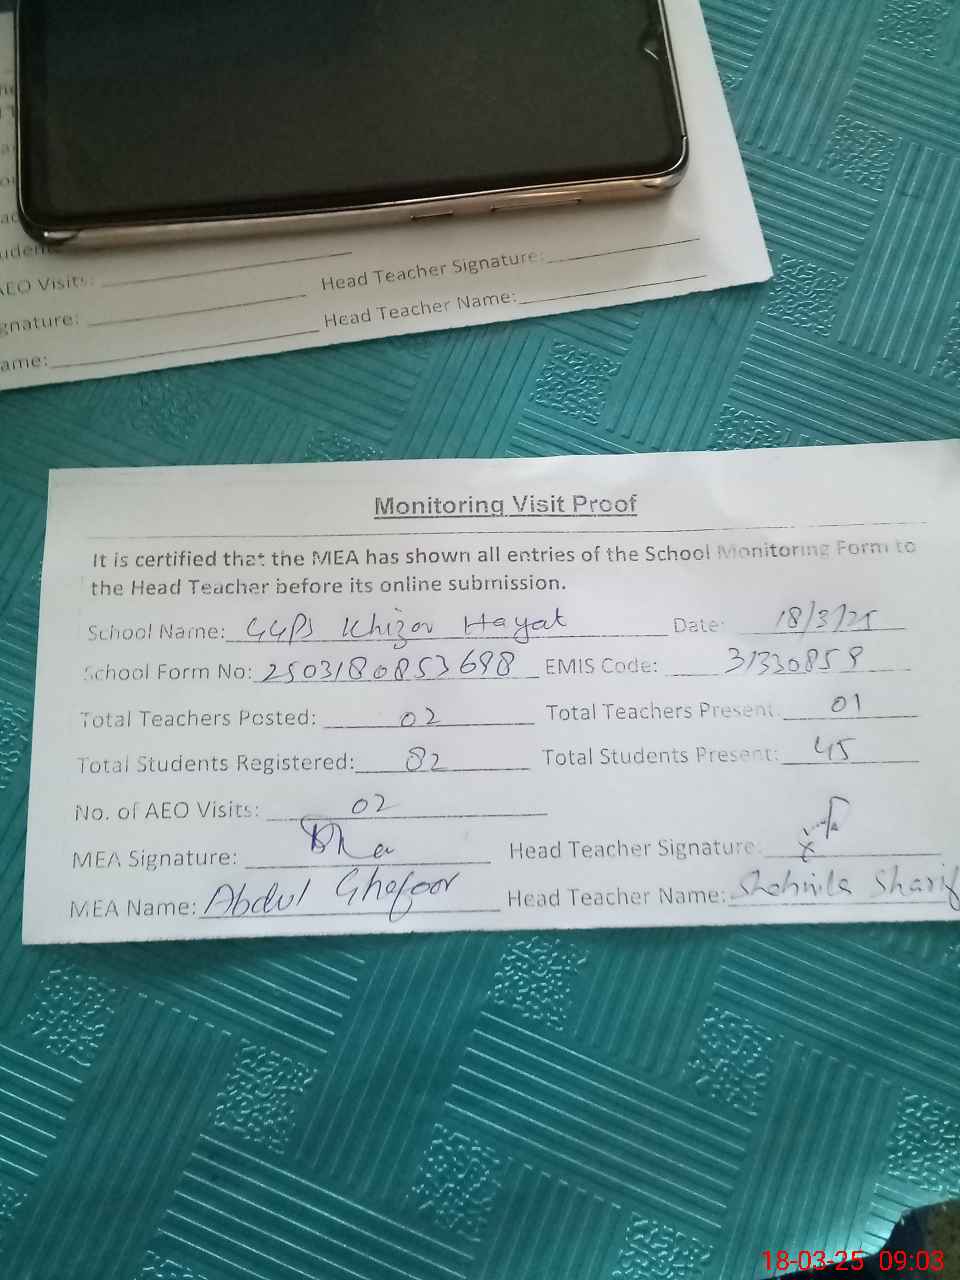 AEO Visits:
Head Teacher Signature:
gnature:
Head Teacher Name:
ame:
Monitoring Visit Proof
It is certified that the MEA has shown all entries of the School Monitoring Form to
the Head Teacher before its online submission.
School Name: GGPS Khizar Hayat Date: 18/3/25
School Form No: 2503180853698 EMIS Code: 31330859
Total Teachers Posted: 02 Total Teachers Present: 01
Total Students Registered: 82 Total Students Present: 45
No. of AEO Visits: 02
MEA Signature: Head Teacher Signature:
MEA Name: Abdul Ghafoor Head Teacher Name: Shahnila Sharif
18-03-25 09:03